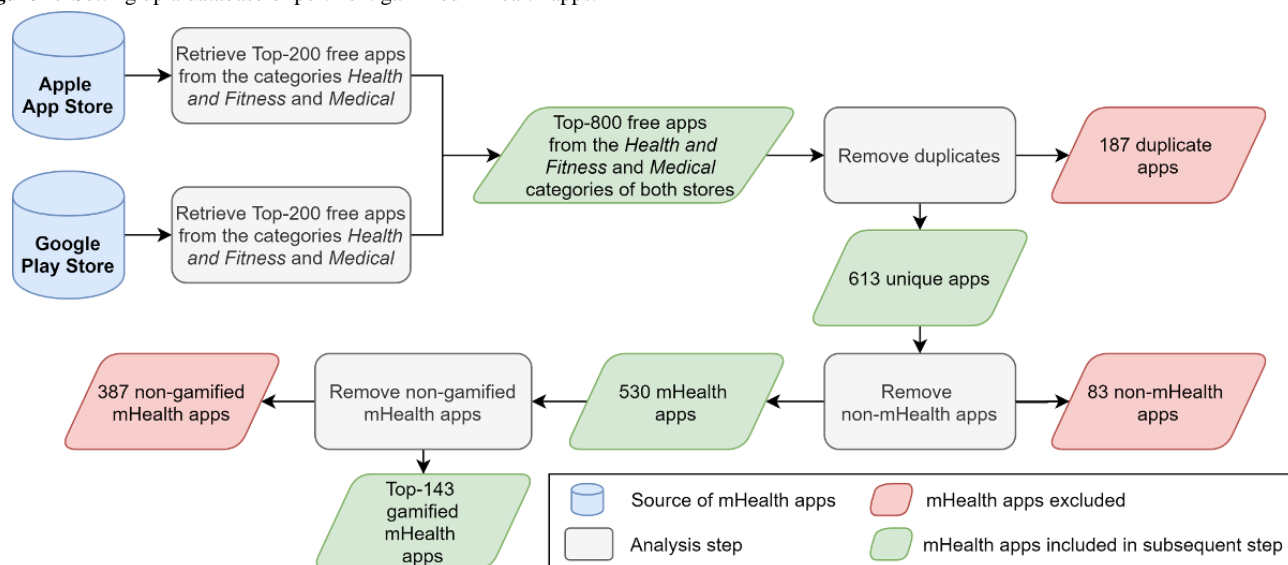 Apple
App Store
Retrieve Top-200 free apps
from the categories Health
and Fitness and Medical
Google
Play Store
Retrieve Top-200 free apps
from the categories Health
and Fitness and Medical
Top-800 free apps
from the Health and
Fitness and Medical
categories of both stores
Remove duplicates
187 duplicate
apps
613 unique apps
Remove
non-mHealth apps
83 non-mHealth
apps
530 mHealth
apps
Remove non-gamified
mHealth apps
387 non-gamified
mHealth apps
Top-143
gamified
mHealth
apps
Source of mHealth apps
mHealth apps excluded
Analysis step
mHealth apps included in subsequent step